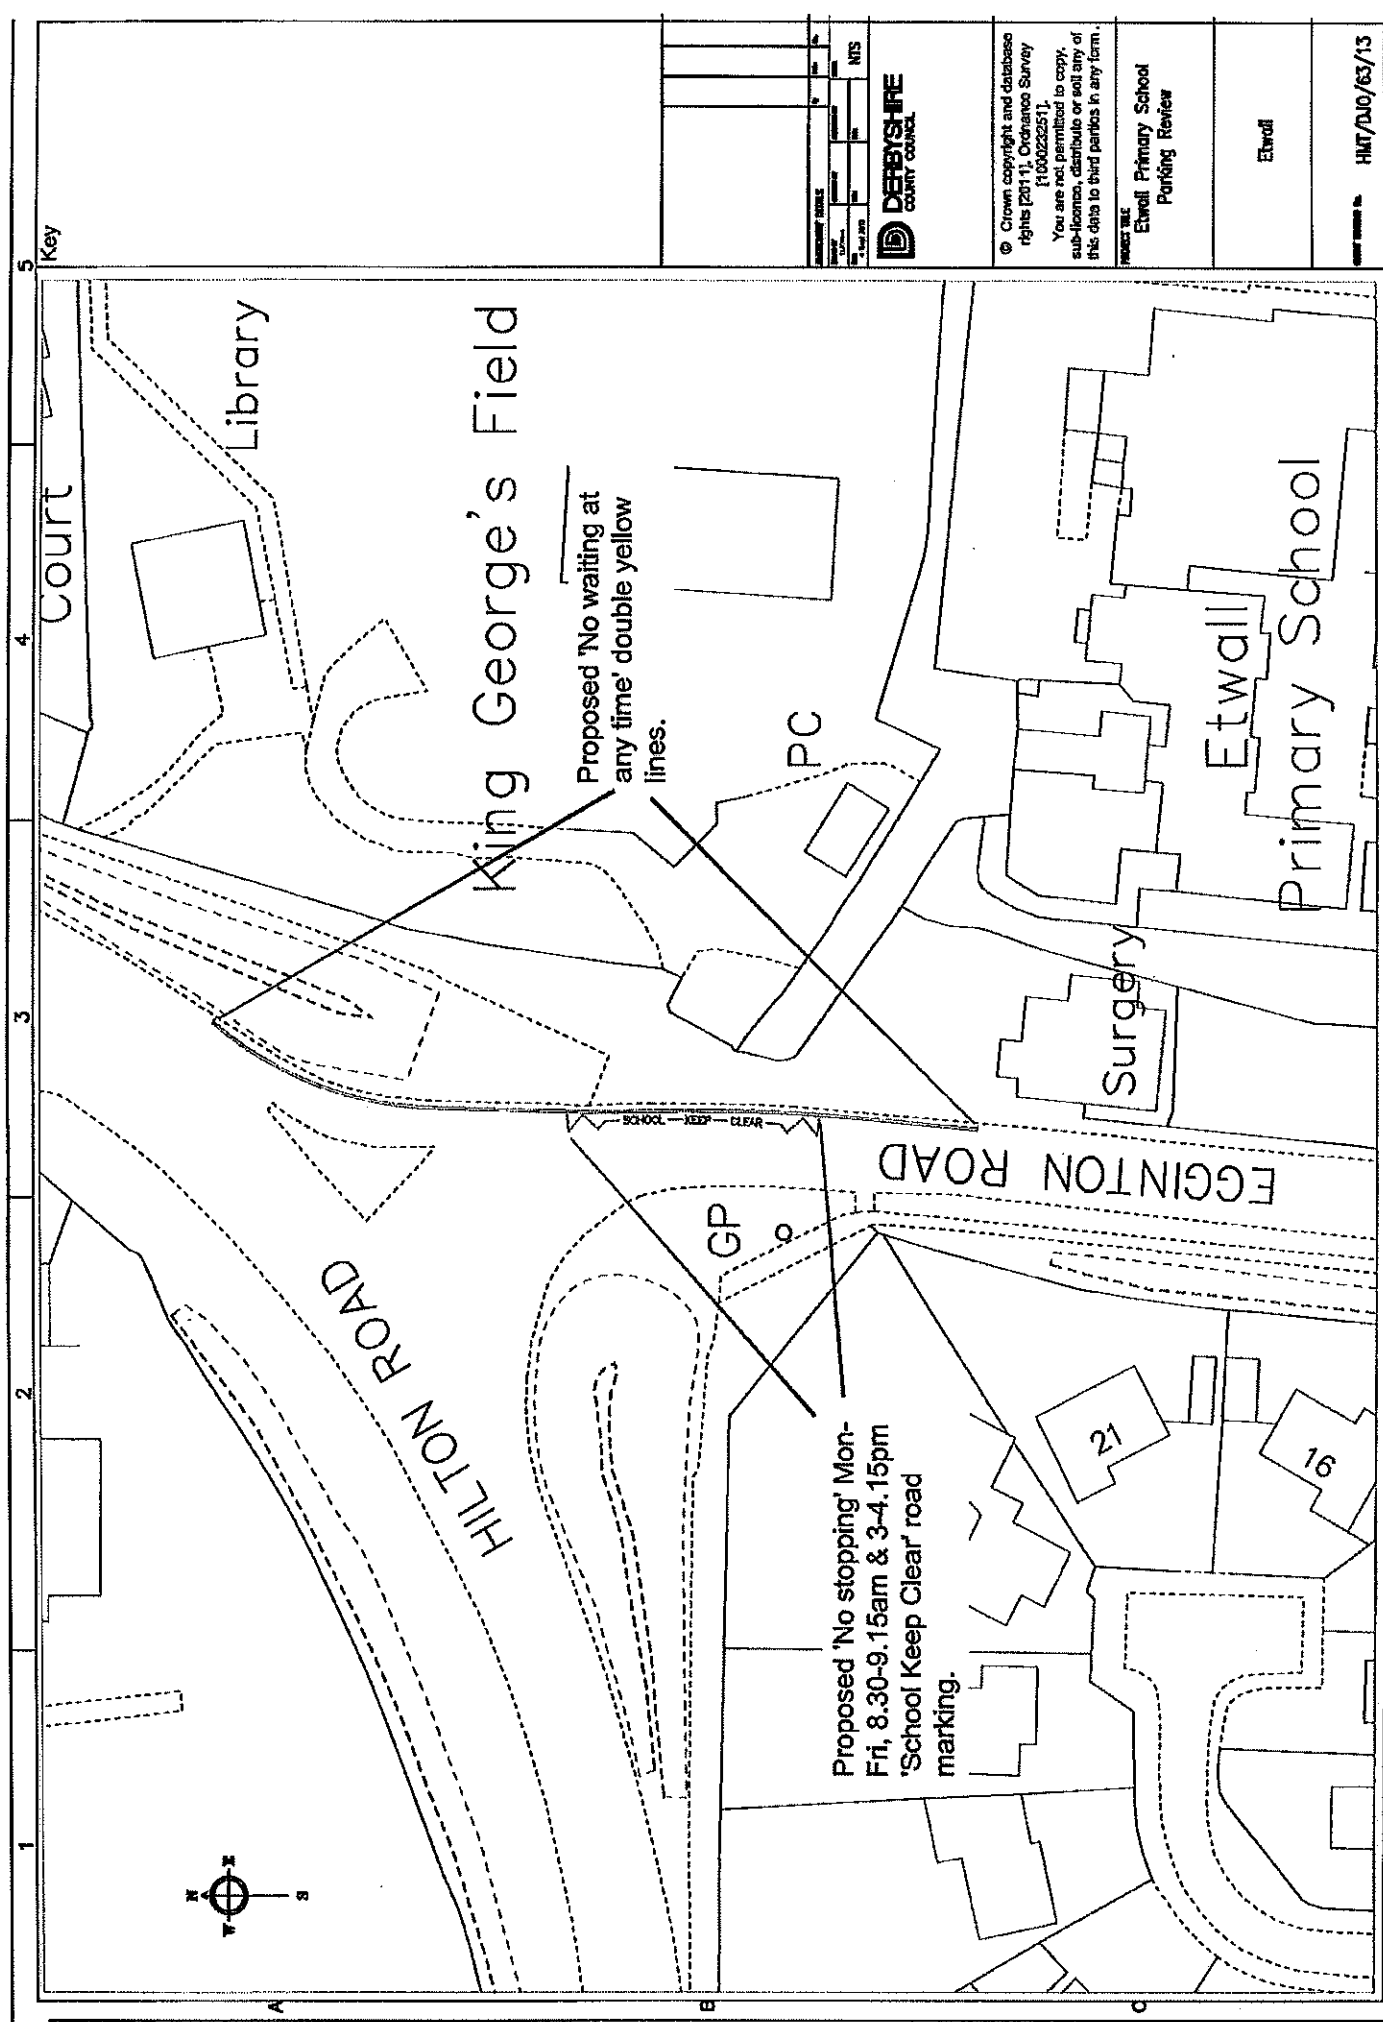 1
2
3
4
5
A
B
C
N
W
E
S
Court
Library
King George's Field
Proposed 'No waiting at
any time' double yellow
lines.
PC
HILTON ROAD
SCHOOL KEEP CLEAR
GP
EGGINTON ROAD
Surgery
Etwall
Primary School
Proposed 'No stopping' Mon-
Fri, 8.30-9.15am & 3-4.15pm
'School Keep Clear' road
marking.
21
16
Key
NTS
DERBYSHIRE
COUNTY COUNCIL
© Crown copyright and database
rights [2011]. Ordnance Survey
[100023251].
You are not permitted to copy,
sub-licence, distribute or sell any of
this data to third parties in any form.
PROJECT TITLE
Etwall Primary School
Parking Review
Etwall
HMT/DJO/63/13